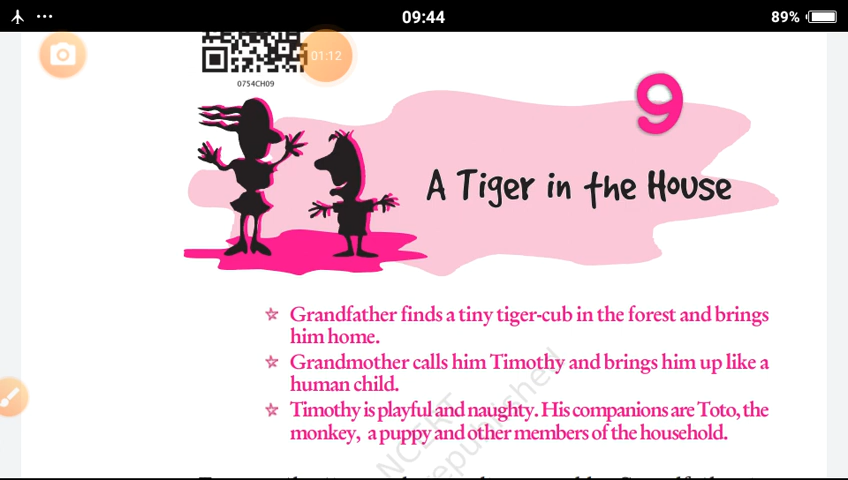 09:44
89%
01:12
0754CH09
9
A Tiger in the House
Grandfather finds a tiny tiger-cub in the forest and brings
him home.
Grandmother calls him Timothy and brings him up like a
human child.
Timothy is playful and naughty. His companions are Toto, the
monkey, a puppy and other members of the household.
NCERT
republished